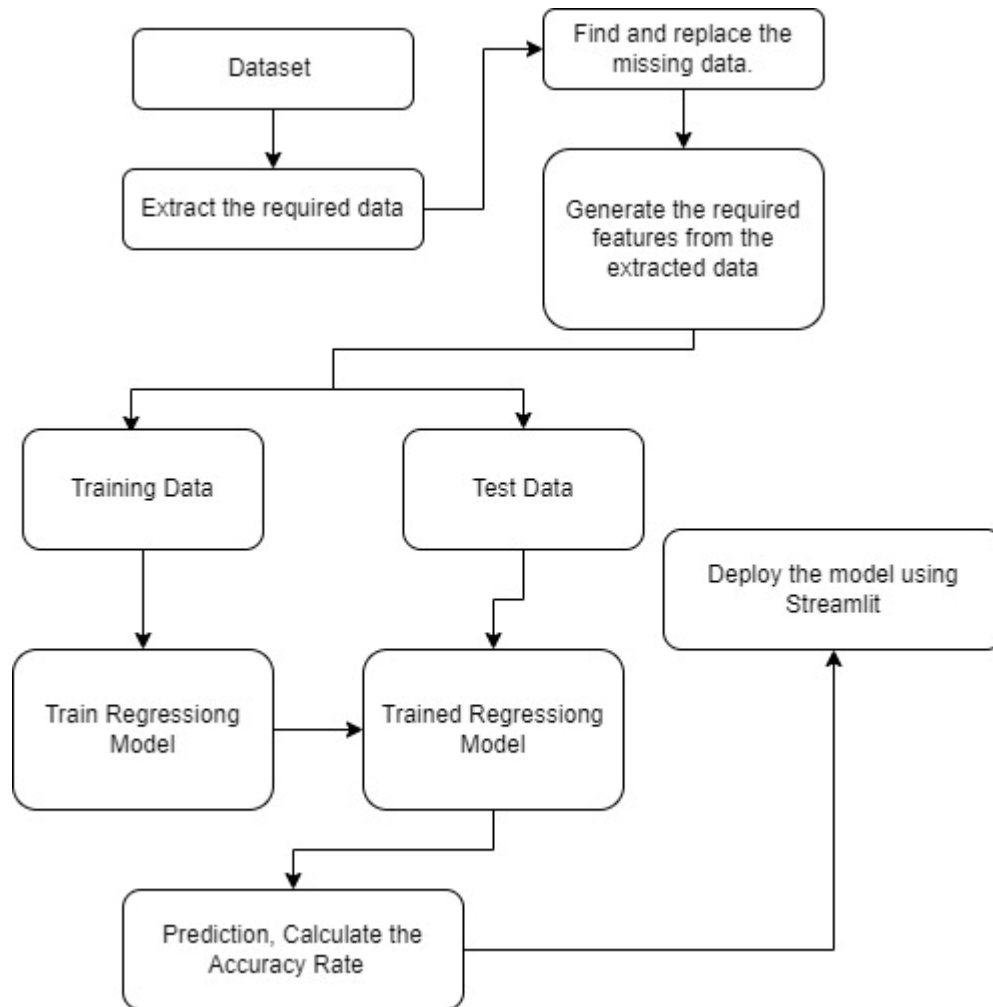 Dataset
Extract the required data
Find and replace the
missing data.
Generate the required
features from the
extracted data
Training Data
Test Data
Train Regressiong
Model
Trained Regressiong
Model
Prediction, Calculate the
Accuracy Rate
Deploy the model using
Streamlit